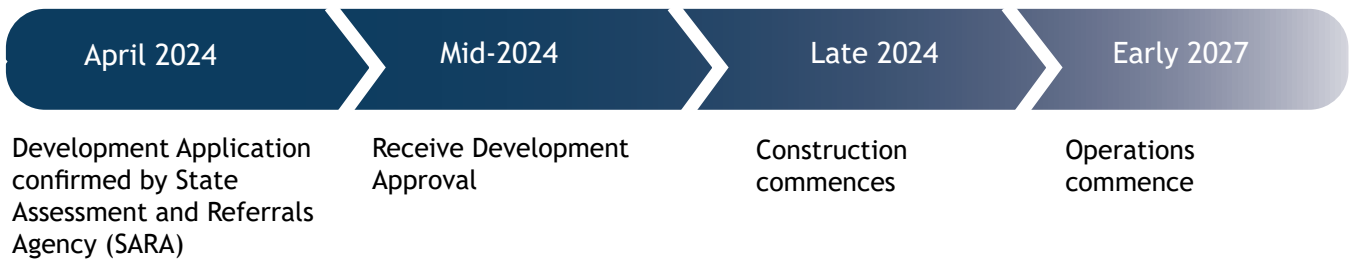 April 2024
Mid-2024
Late 2024
Early 2027
Development Application
confirmed by State
Assessment and Referrals
Agency (SARA)
Receive Development
Approval
Construction
commences
Operations
commence